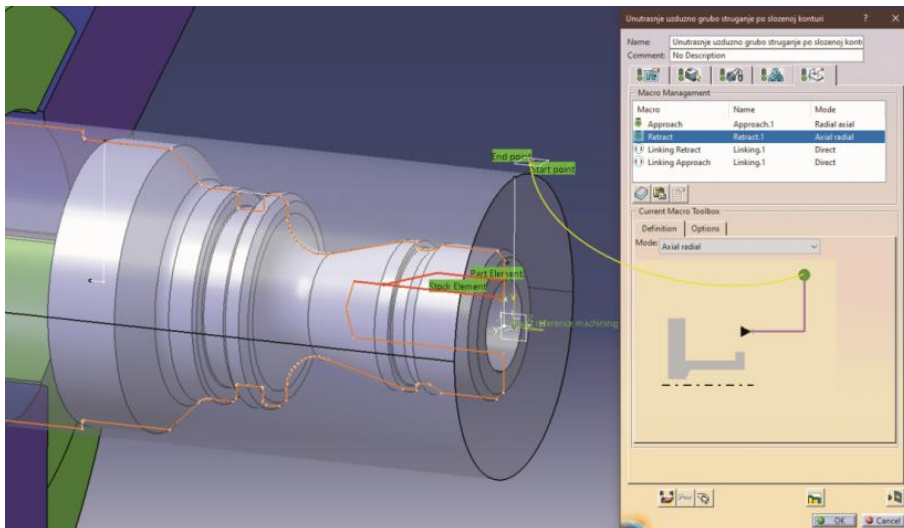 Unutrasnje uzduzno grubo struganje po slozenoj konturi ? ×
Name: Unutrasnje uzduzno grubo struganje po slozenoj kontu
Comment: No Description
Macro Management
Macro Name Mode
Approach Approach.1 Radial axial
Retract Retract.1 Axial radial
Linking Retract Linking.1 Direct
Linking Approach Linking.1 Direct
Current Macro Toolbox
Definition Options
Mode: Axial radial
OK Cancel
End point
Start point
Part Element
Stock Element
reference machining